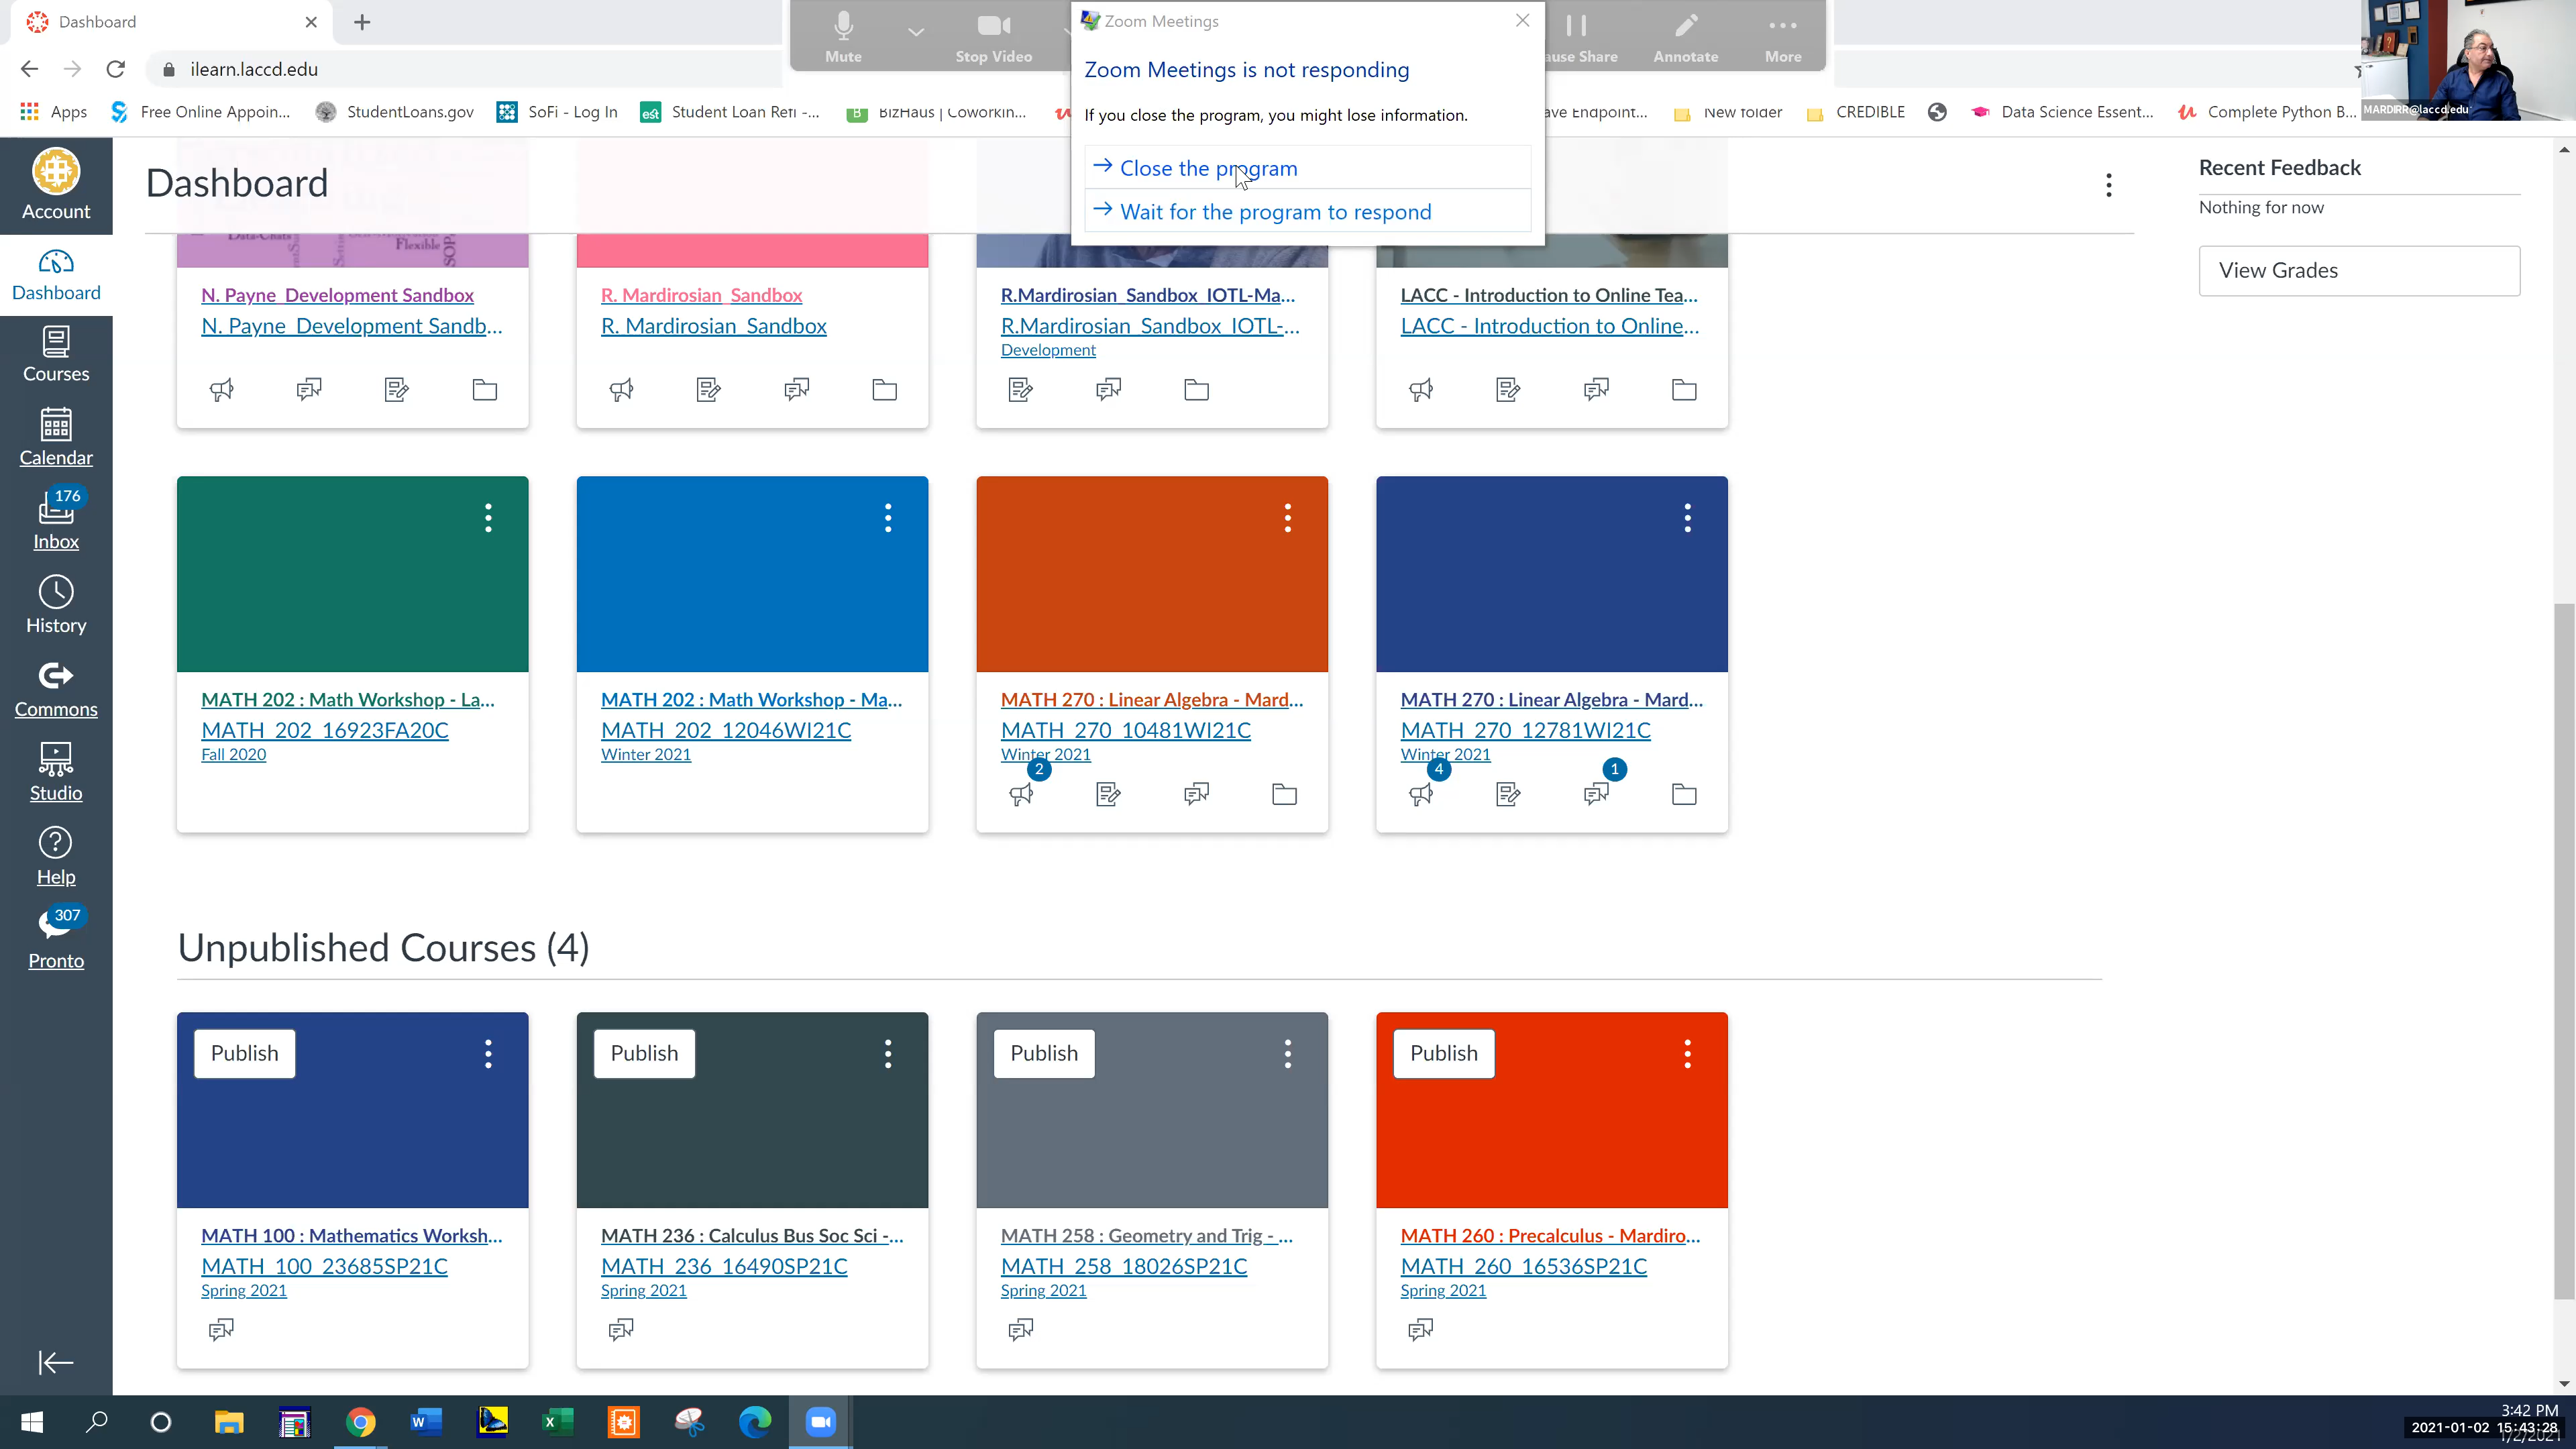 Dashboard
Mute
Stop Video
Zoom Meetings
ause Share
Annotate
More
Zoom Meetings is not responding
ilearn.laccd.edu
If you close the program, you might lose information.
Apps
Free Online Appoin...
StudentLoans.gov
SoFi - Log In
Student Loan Refi -...
BizHaus | Coworkin...
ave Endpoint...
New folder
CREDIBLE
Data Science Essent...
Complete Python B...
MARDIRR@laccd.edu
Close the program
Wait for the program to respond
Account
Dashboard
Courses
Calendar
176
Inbox
History
Commons
Studio
Help
307
Pronto
Dashboard
Flexible
N. Payne_Development Sandbox
N. Payne_Development Sandb...
R. Mardirosian_Sandbox
R. Mardirosian_Sandbox
R.Mardirosian_Sandbox_IOTL-Ma...
R.Mardirosian_Sandbox_IOTL-...
Development
LACC - Introduction to Online Tea...
LACC - Introduction to Online...
MATH 202 : Math Workshop - La...
MATH_202_16923FA20C
Fall 2020
MATH 202 : Math Workshop - Ma...
MATH_202_12046WI21C
Winter 2021
MATH 270 : Linear Algebra - Mard...
MATH_270_10481WI21C
Winter 2021
2
MATH 270 : Linear Algebra - Mard...
MATH_270_12781WI21C
Winter 2021
4
1
Unpublished Courses (4)
Publish
MATH 100 : Mathematics Worksh...
MATH_100_23685SP21C
Spring 2021
Publish
MATH 236 : Calculus Bus Soc Sci -...
MATH_236_16490SP21C
Spring 2021
Publish
MATH 258 : Geometry and Trig - ...
MATH_258_18026SP21C
Spring 2021
Publish
MATH 260 : Precalculus - Mardiro...
MATH_260_16536SP21C
Spring 2021
Recent Feedback
Nothing for now
View Grades
3:42 PM
2021-01-02 15:43:28